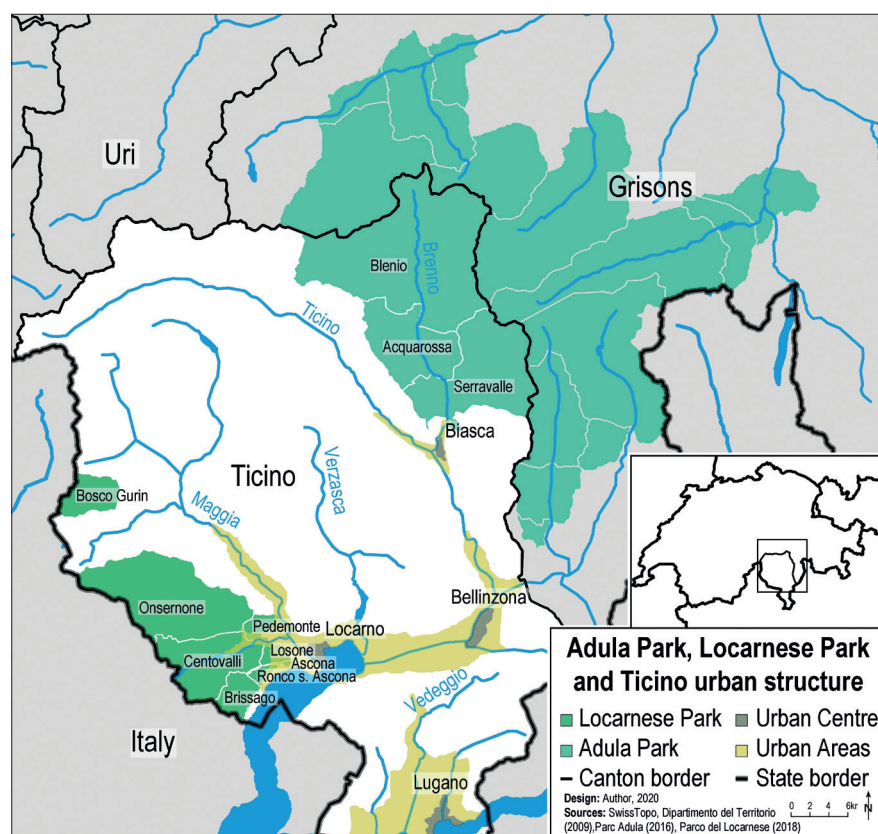 Uri
Grisons
Blenio
Brenno
Ticino
Acquarossa
Serravalle
Biasca
Verzasca
Ticino
Bosco Gurin
Maggia
Bellinzona
Onsernone
Pedemonte
Locarno
Losone
Centovalli
Ascona
Ronco s. Ascona
Brissago
Vedeggio
Italy
Lugano
Adula Park, Locarnese Park
and Ticino urban structure
Locarnese Park
Urban Centre
Adula Park
Urban Areas
Canton border
State border
Design: Author, 2020
0 2 4 6kr
N
Sources: SwissTopo, Dipartimento del Territorio
(2009),Parc Adula (2016), Parco del Locarnese (2018)